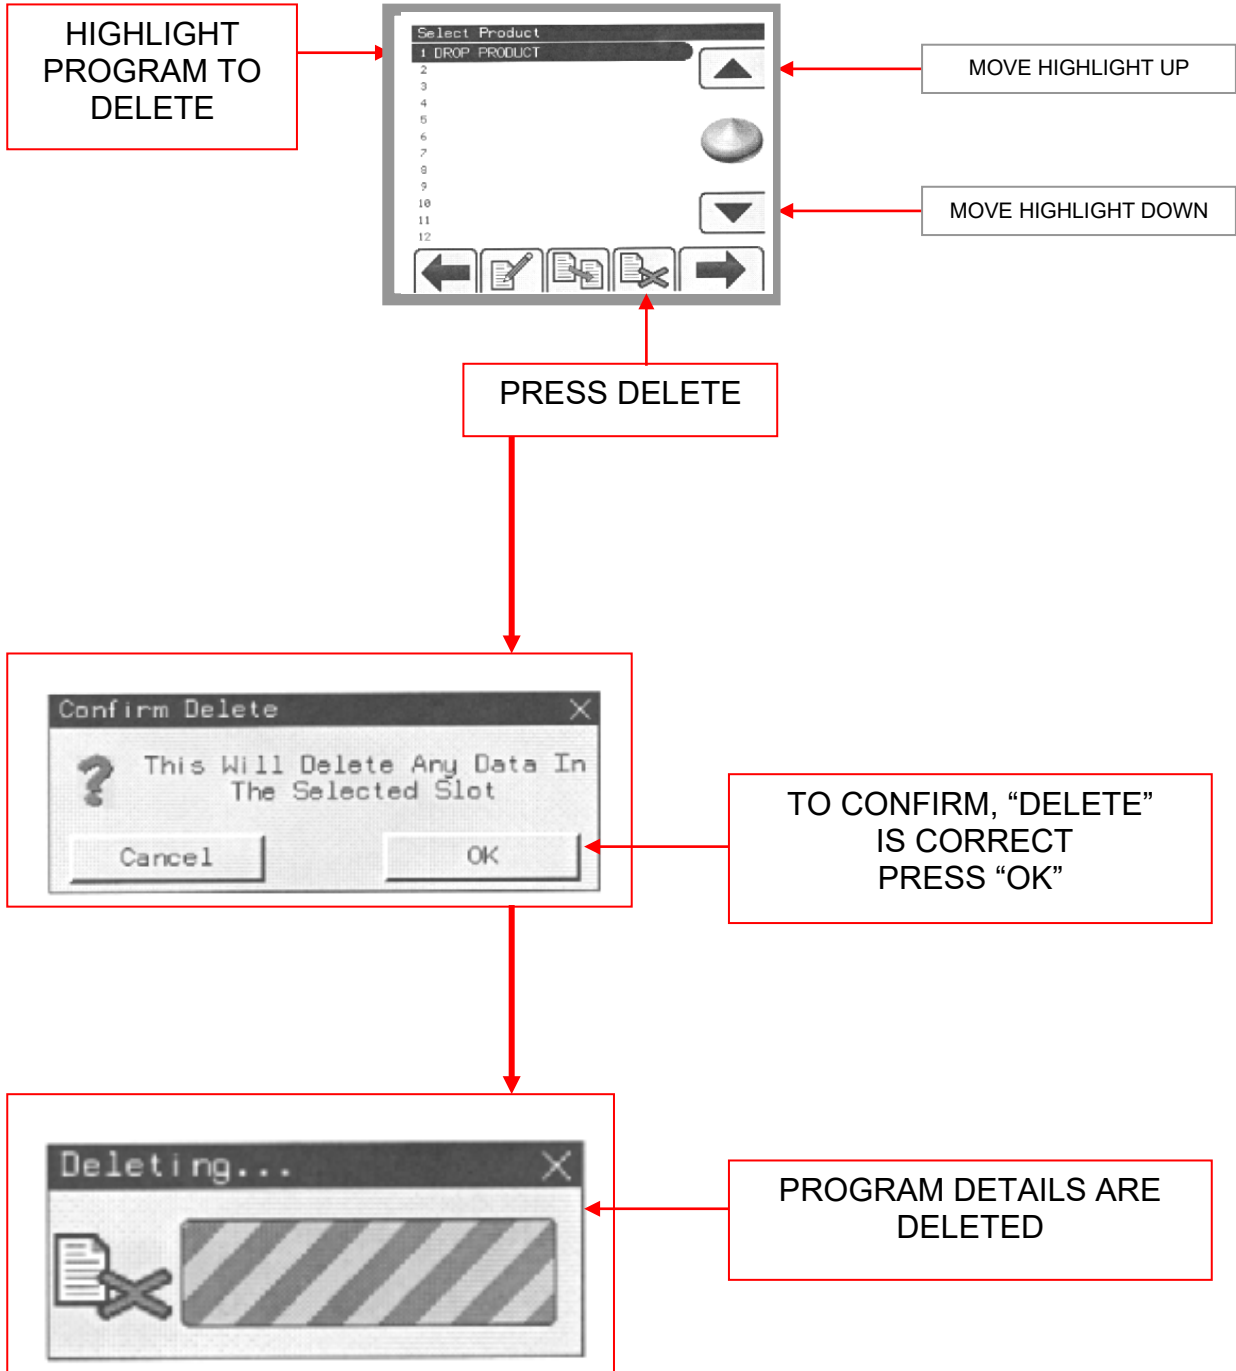 HIGHLIGHT
PROGRAM TO
DELETE
Select Product
1 DROP PRODUCT
2
3
4
5
6
7
8
9
10
11
12
MOVE HIGHLIGHT UP
MOVE HIGHLIGHT DOWN
PRESS DELETE
Confirm Delete
This Will Delete Any Data In
The Selected Slot
Cancel
OK
TO CONFIRM, “DELETE”
IS CORRECT
PRESS “OK”
Deleting...
PROGRAM DETAILS ARE
DELETED